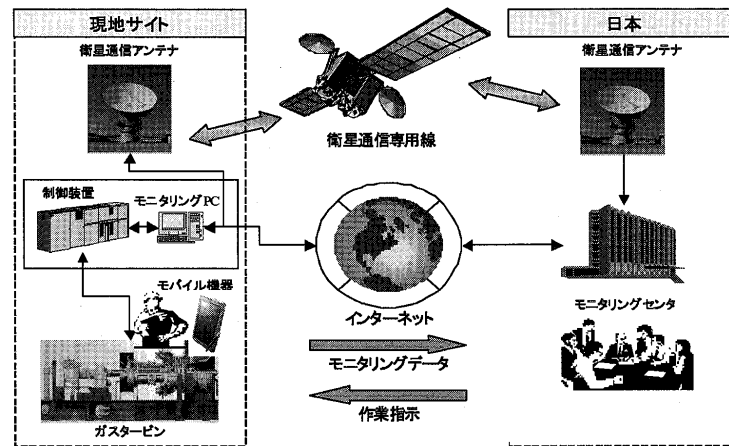 現地サイト
衛星通信アンテナ
制御装置
モニタリングPC
モバイル機器
ガスタービン
衛星通信専用線
インターネット
モニタリングデータ
作業指示
日本
衛星通信アンテナ
モニタリングセンタ